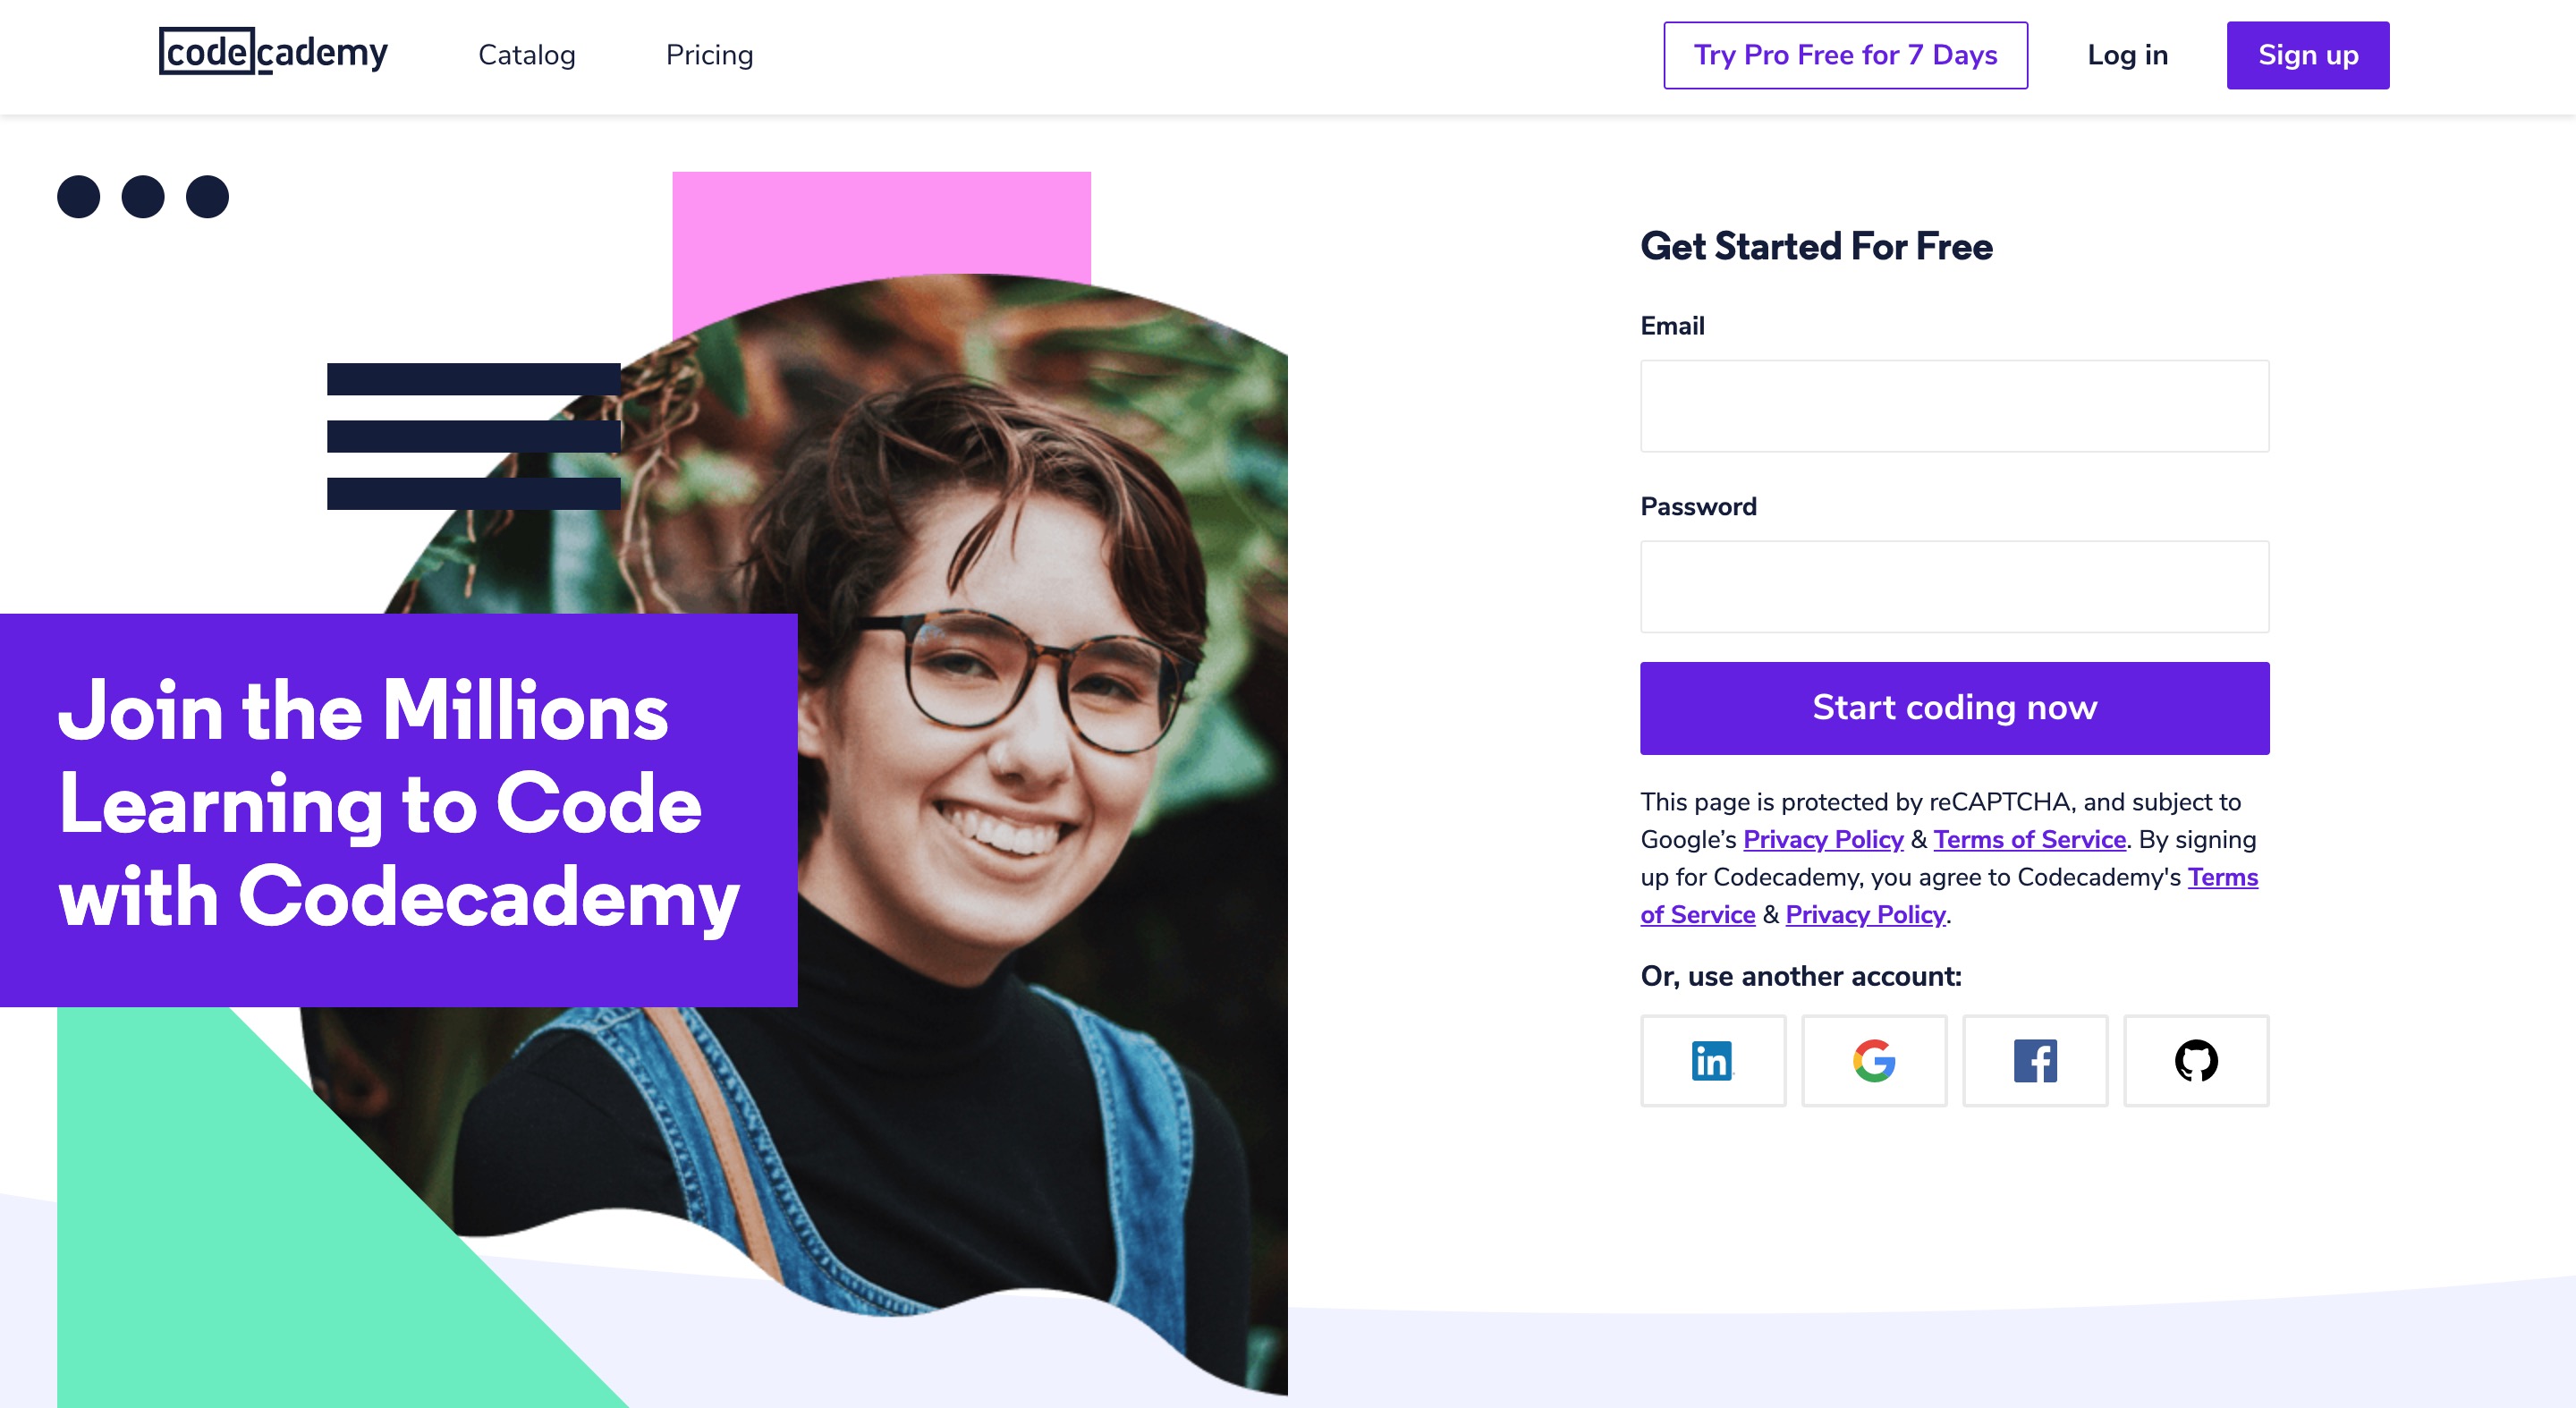 codecademy
Catalog
Pricing
Try Pro Free for 7 Days
Log in
Sign up
Join the Millions
Learning to Code
with Codecademy
Get Started For Free
Email
Password
Start coding now
This page is protected by reCAPTCHA, and subject to
Google’s Privacy Policy & Terms of Service. By signing
up for Codecademy, you agree to Codecademy's Terms
of Service & Privacy Policy.
Or, use another account:
in